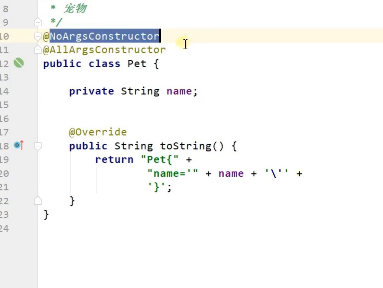 8 * 宠物
9 */
10 @NoArgsConstructor
11 @AllArgsConstructor
12 public class Pet {
13
14 private String name;
15
16
17 @Override
18 public String toString() {
19 return "Pet{" +
20 "name='" + name + '\'' +
21 '}';
22 }
23 }
24